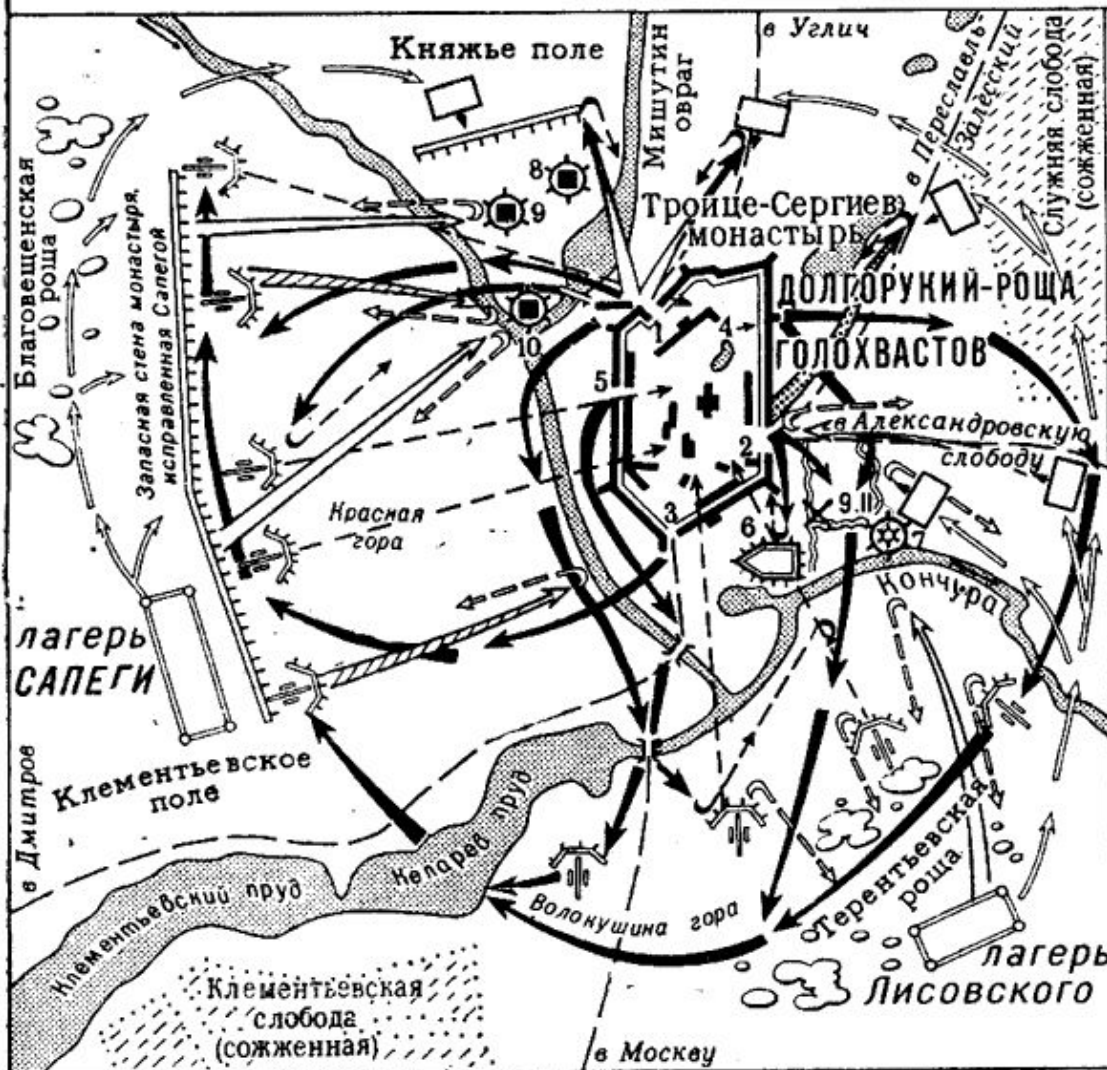 Княжье поле
в Углич
Мишутин
овраг
в Переславль-
Залесский
Служняя слобода
(сожженная)
Благовещенская
роща
Запасная стена монастыря,
исправленная Сапегой
8
9
10
Тройце-Сергиев
монастырь
ДОЛГОРУКИЙ-РОЩА
ГОЛОХВАСТОВ
1
4
5
2
3
6
в Александровскую
слободу
9.II
7
Кончура
Красная
гора
лагерь
САПЕГИ
Клементьевское
поле
в Дмитров
Клементьевский пруд
Келарев пруд
Волокушина гора
Терентьевская
роща
лагерь
Лисовского
Клементьевская
слобода
(сожженная)
в Москву